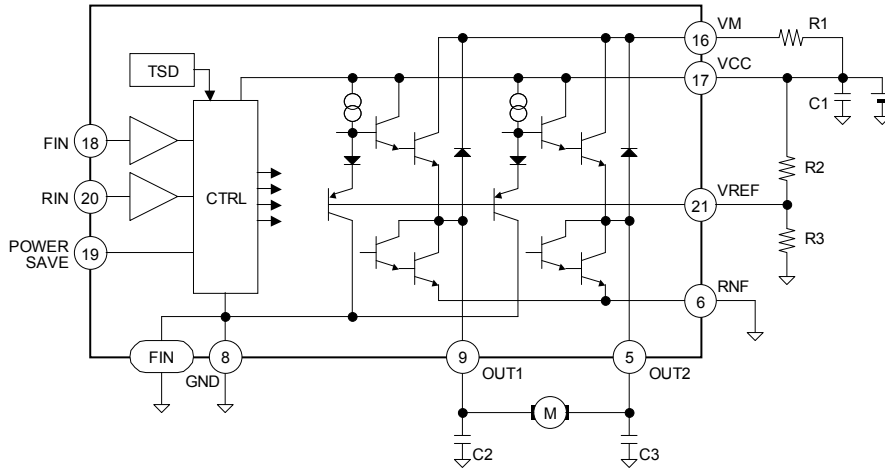 VM
16
R1
TSD
VCC
17
C1
FIN
18
R2
RIN
20
CTRL
VREF
21
POWER
SAVE
19
R3
RNF
6
FIN
8
GND
9
OUT1
5
OUT2
M
C2
C3